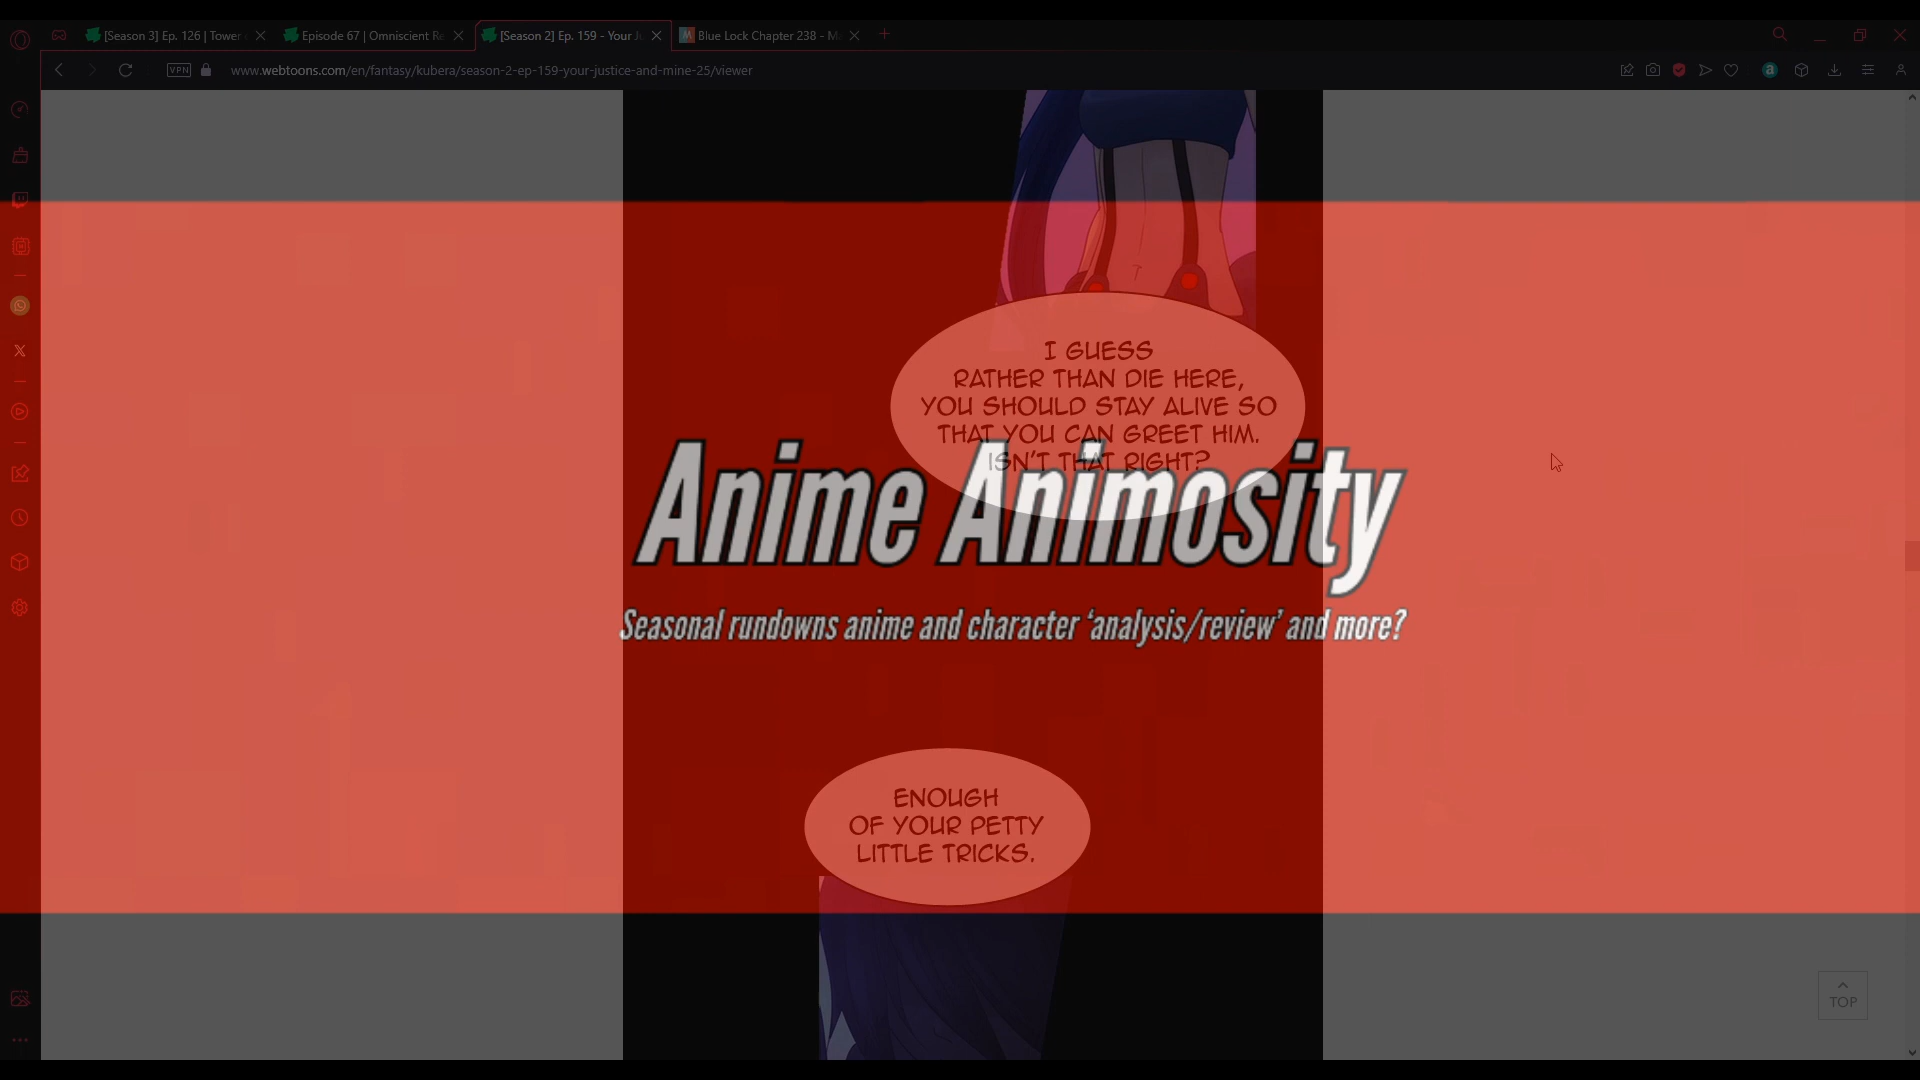 [Season 3] Ep. 126 | Tower
Episode 67 | Omniscient Re
[Season 2] Ep. 159 - Your Ju
Blue Lock Chapter 238 - M
VPN
www.webtoons.com/en/fantasy/kubera/season-2-ep-159-your-justice-and-mine-25/viewer
I GUESS
RATHER THAN DIE HERE,
YOU SHOULD STAY ALIVE SO
THAT YOU CAN GREET HIM.
ISN'T THAT RIGHT?
Anime Animosity
Seasonal rundowns anime and character ‘analysis/review’ and more?
ENOUGH
OF YOUR PETTY
LITTLE TRICKS.
TOP